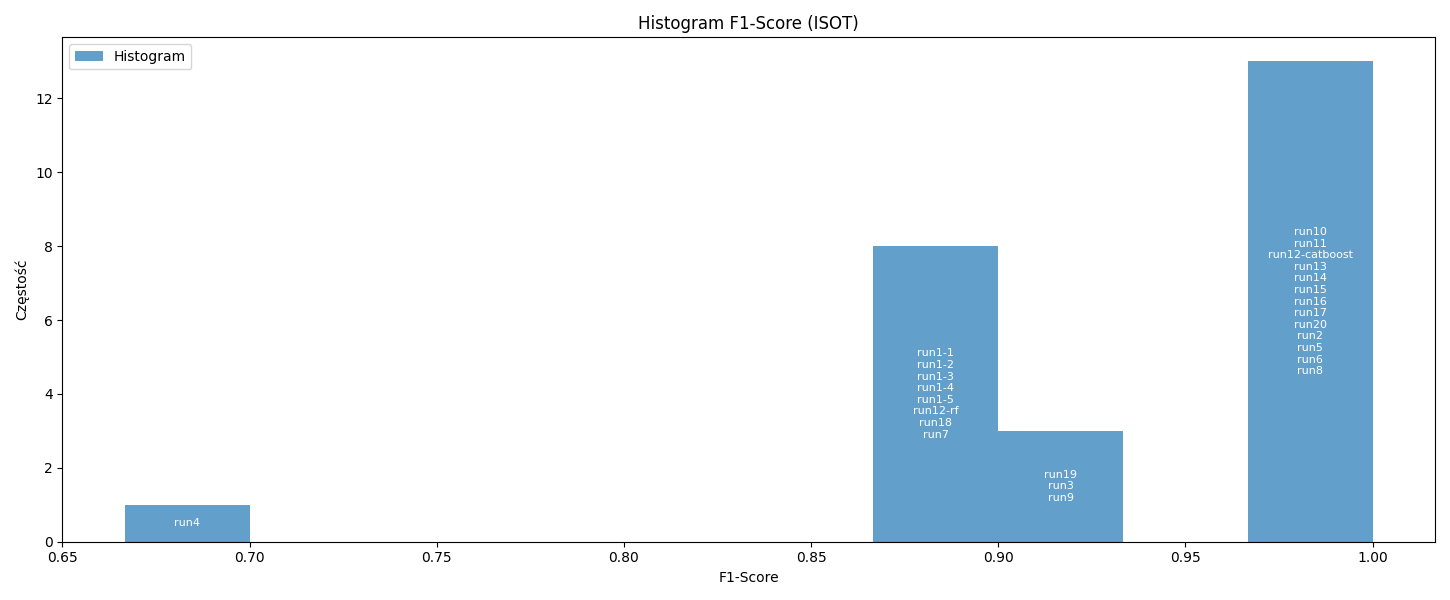 Histogram F1-Score (ISOT)
Histogram
Częstość
12
10
8
6
4
2
0
run4
run1-1
run1-2
run1-3
run1-4
run1-5
run12-rf
run18
run7
run19
run3
run9
run10
run11
run12-catboost
run13
run14
run15
run16
run17
run20
run2
run5
run6
run8
0.65 0.70 0.75 0.80 0.85 0.90 0.95 1.00
F1-Score